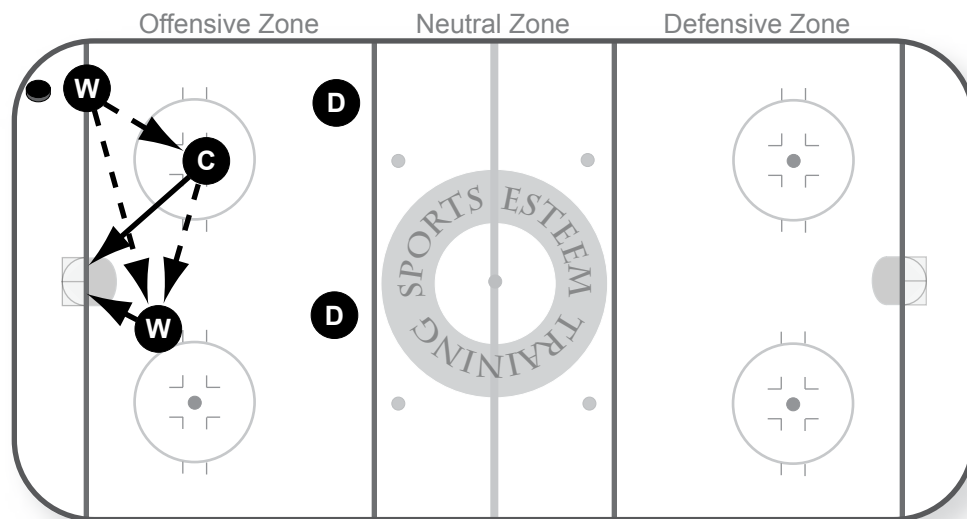 Offensive Zone Neutral Zone Defensive Zone
W
D
C
SPORTS ESTEEM
TRAINING
W
D